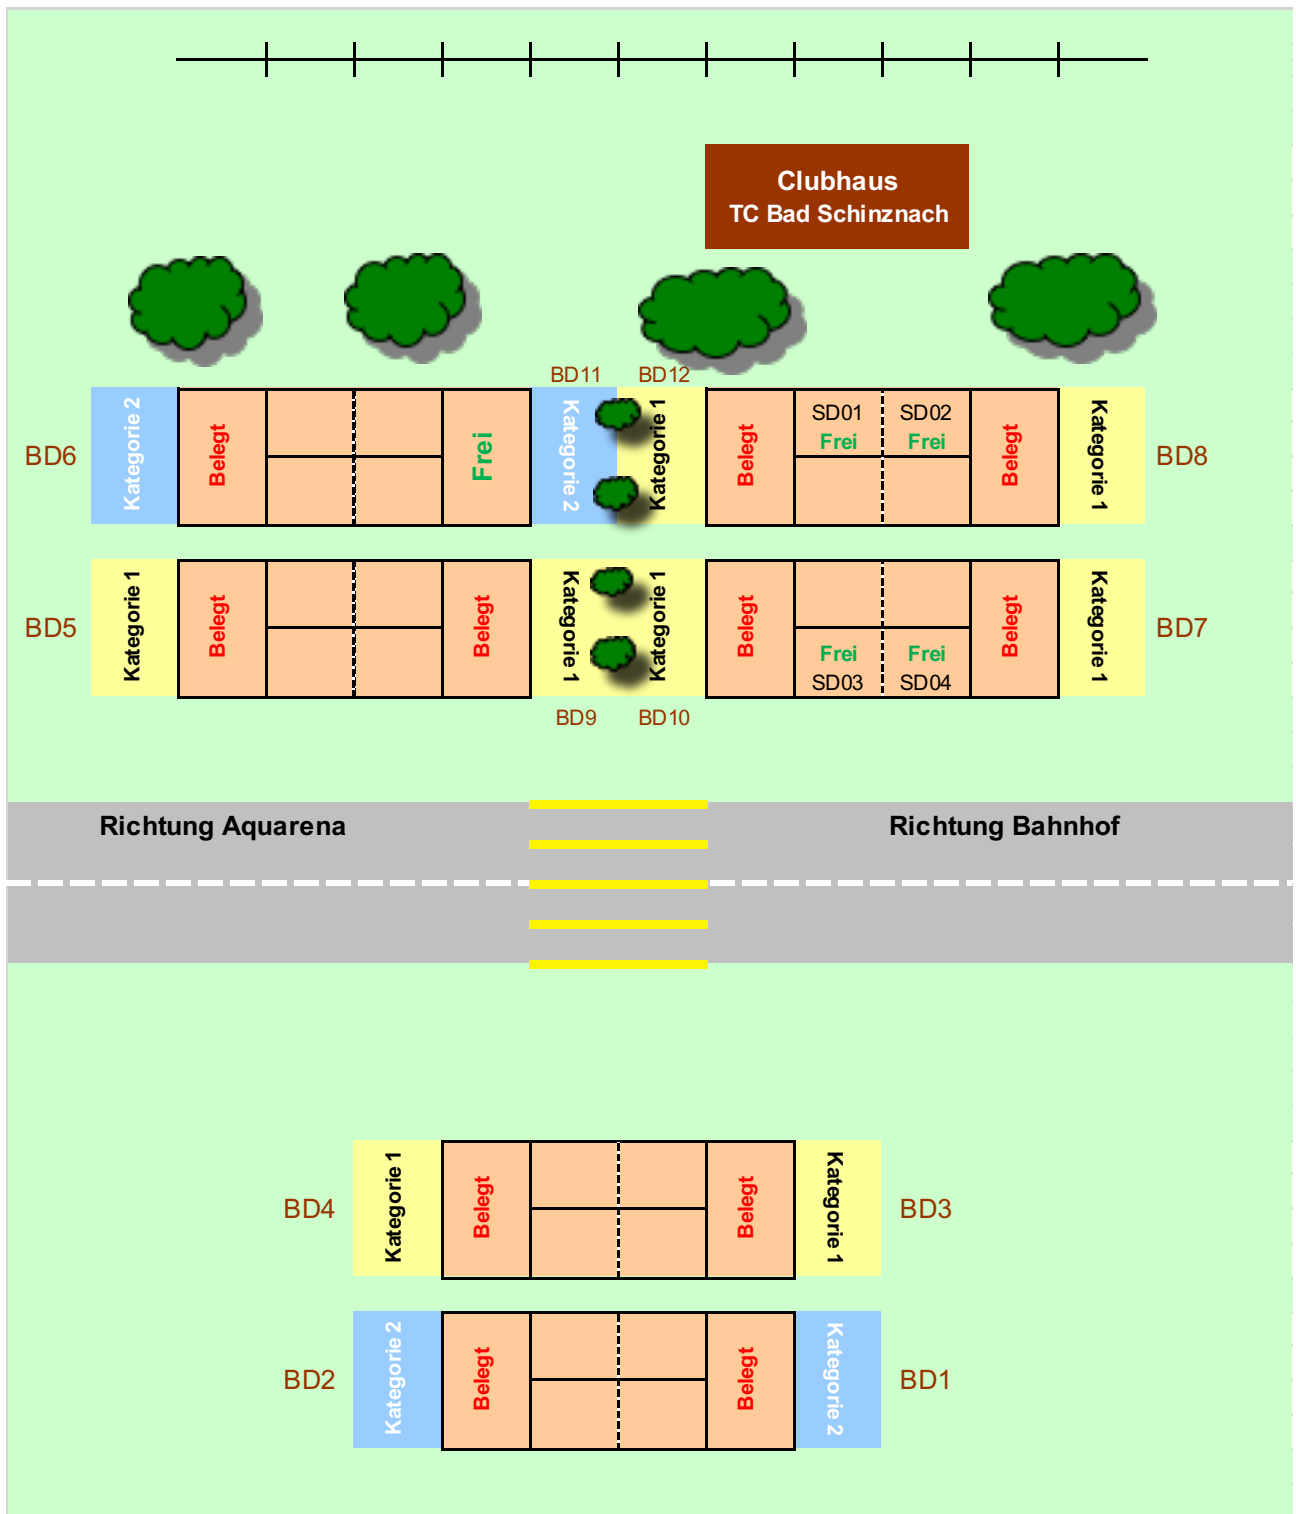 Clubhaus
TC Bad Schinznach
BD11
BD12
BD6
Kategorie 2
Belegt
Frei
Kategorie 2
Kategorie 1
Belegt
SD01
Frei
SD02
Frei
Belegt
Kategorie 1
BD8
BD5
Kategorie 1
Belegt
Belegt
Kategorie 1
Kategorie 1
Belegt
Frei
SD03
Frei
SD04
Belegt
Kategorie 1
BD7
BD9
BD10
Richtung Aquarena
Richtung Bahnhof
BD4
Kategorie 1
Belegt
Belegt
Kategorie 1
BD3
BD2
Kategorie 2
Belegt
Belegt
Kategorie 2
BD1